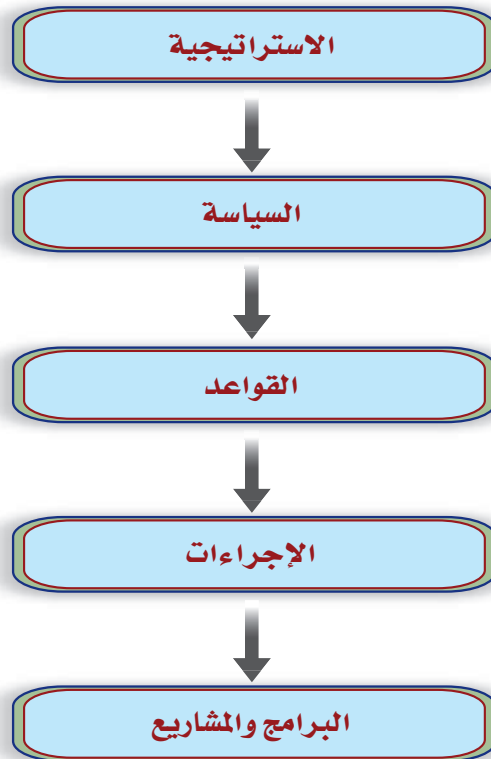 الاستراتيجية
السياسة
القواعد
الإجراءات
البرامج والمشاريع